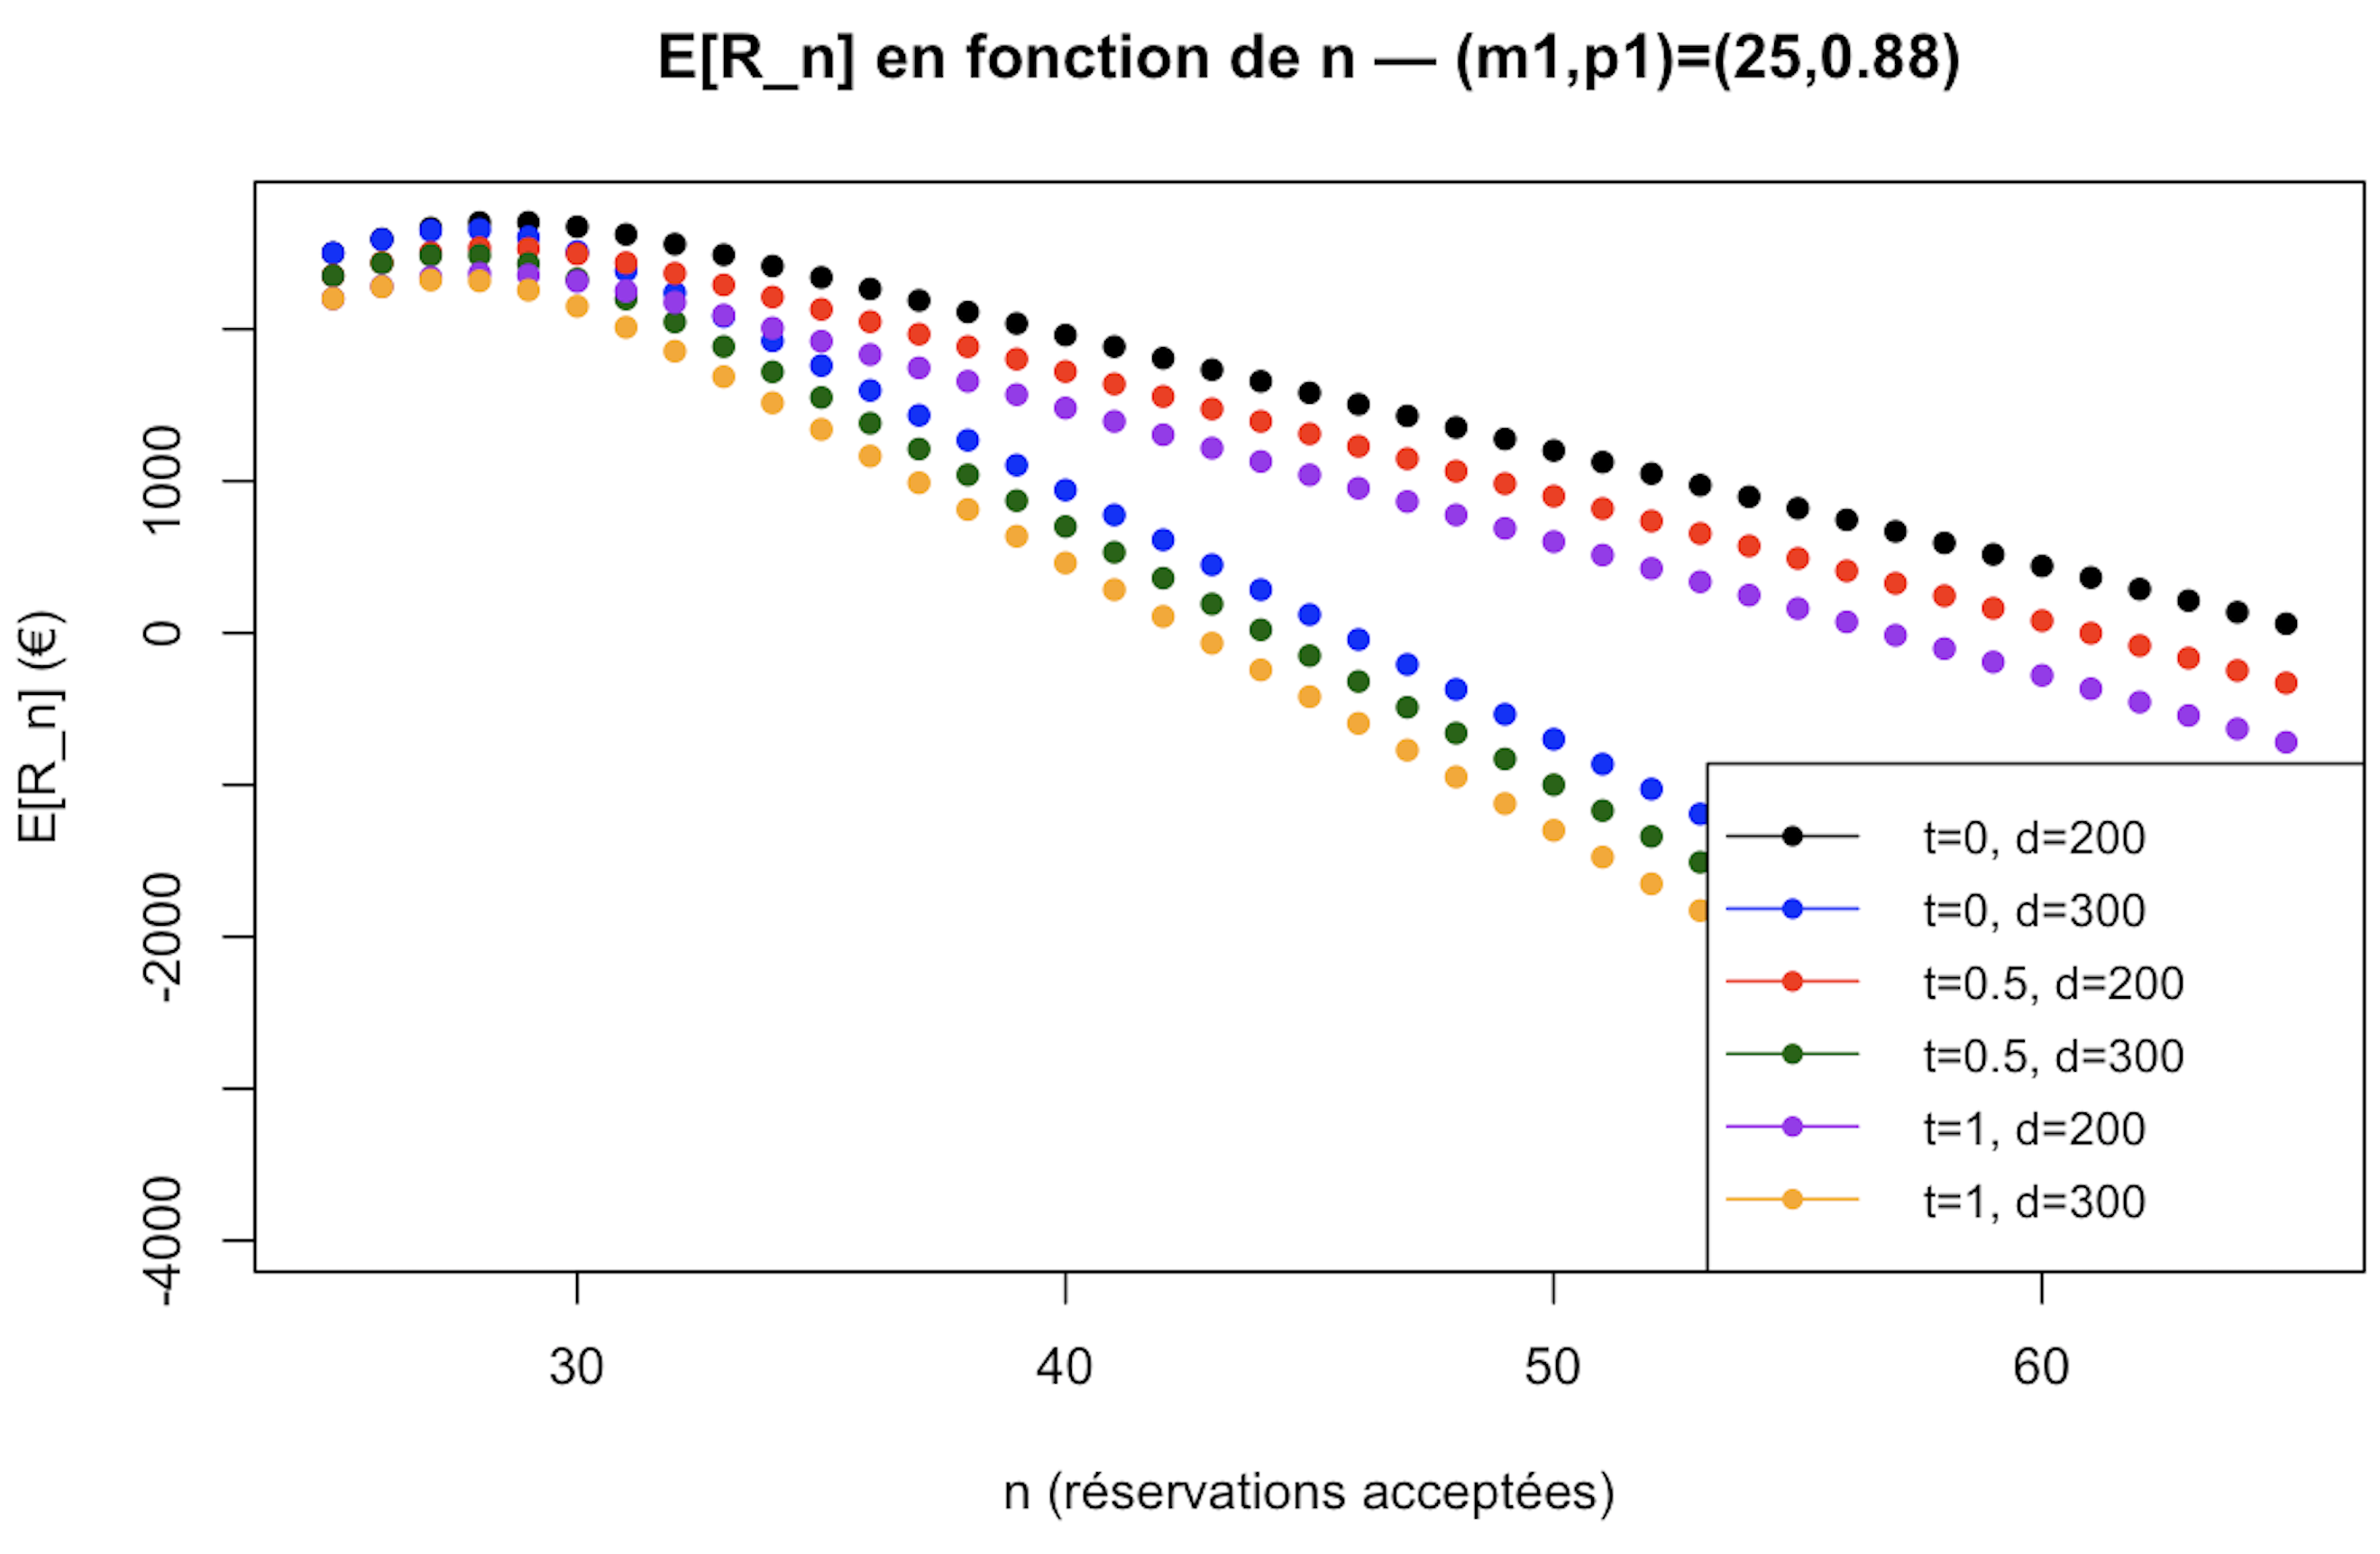 E[R_n] en fonction de n — (m1,p1)=(25,0.88)
E[R_n] (€)
1000
0
-2000
-4000
t=0, d=200
t=0, d=300
t=0.5, d=200
t=0.5, d=300
t=1, d=200
t=1, d=300
30 40 50 60
n (réservations acceptées)